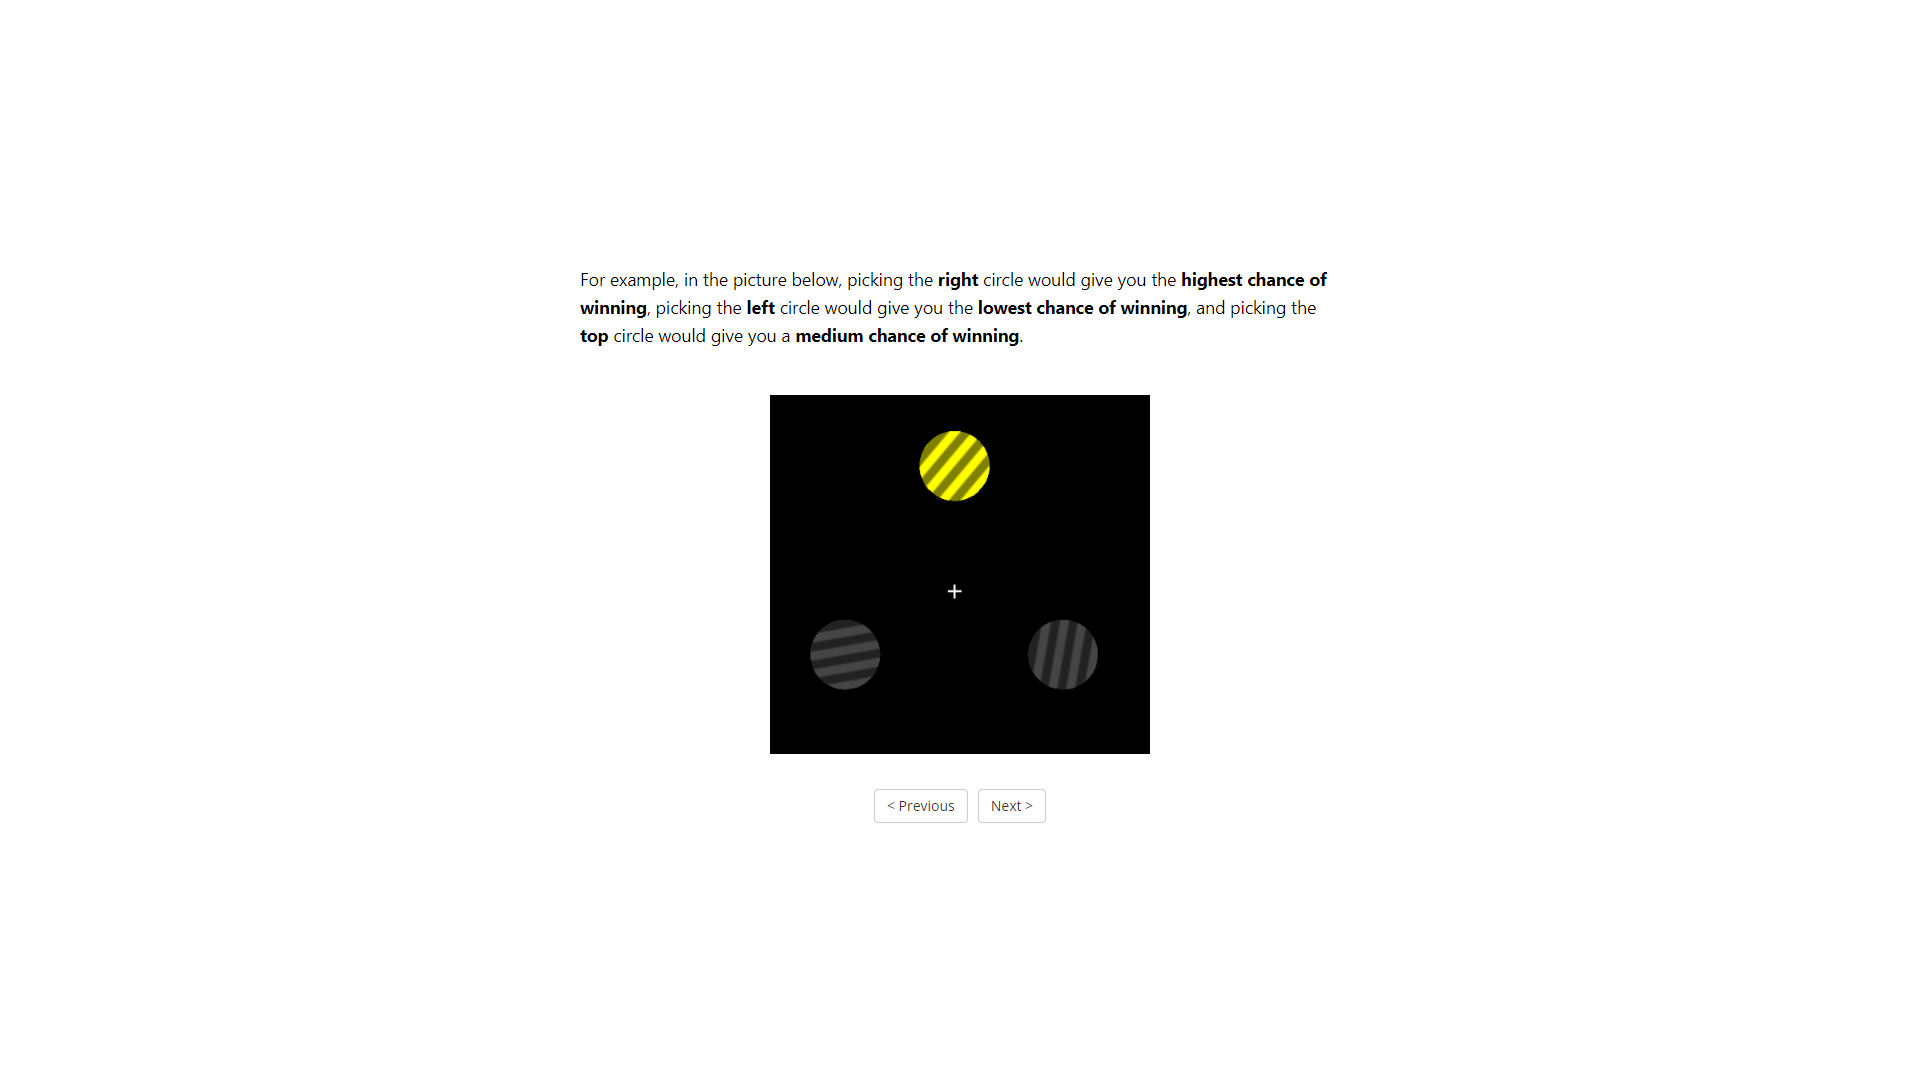 For example, in the picture below, picking the right circle would give you the highest chance of
winning, picking the left circle would give you the lowest chance of winning, and picking the
top circle would give you a medium chance of winning.
< Previous
Next >